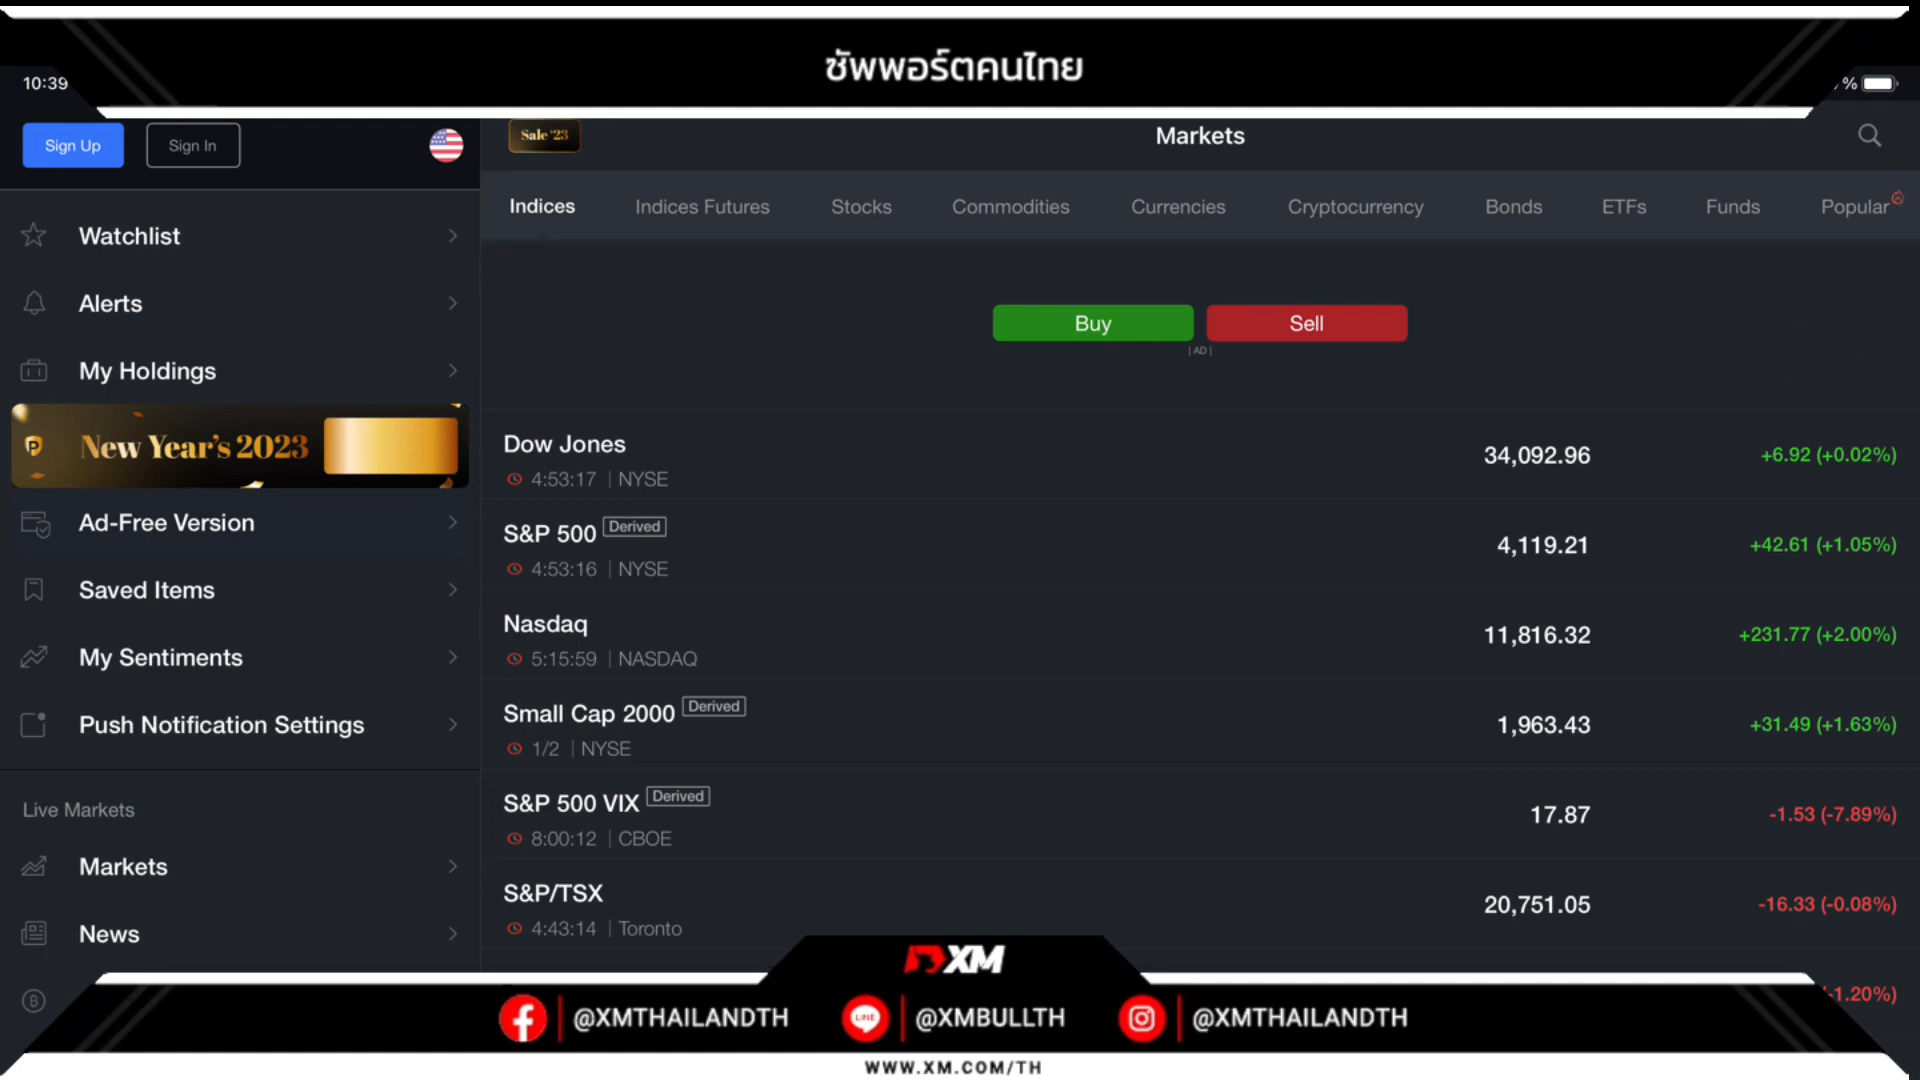 ซัพพอร์ตคนไทย
10:39
%
Sign Up
Sign In
Sale '23
Markets
Indices
Indices Futures
Stocks
Commodities
Currencies
Cryptocurrency
Bonds
ETFs
Funds
Popular
Watchlist
Alerts
My Holdings
New Year's 2023
Ad-Free Version
Saved Items
My Sentiments
Push Notification Settings
Live Markets
Markets
News
Buy
Sell
| AD |
Dow Jones
34,092.96
+6.92 (+0.02%)
4:53:17 | NYSE
S&P 500 Derived
4,119.21
+42.61 (+1.05%)
4:53:16 | NYSE
Nasdaq
11,816.32
+231.77 (+2.00%)
5:15:59 | NASDAQ
Small Cap 2000 Derived
1,963.43
+31.49 (+1.63%)
1/2 | NYSE
S&P 500 VIX Derived
17.87
-1.53 (-7.89%)
8:00:12 | CBOE
S&P/TSX
20,751.05
-16.33 (-0.08%)
4:43:14 | Toronto
-1.20%)
XM
@XMTHAILANDTH
LINE
@XMBULLTH
@XMTHAILANDTH
WWW.XM.COM/TH